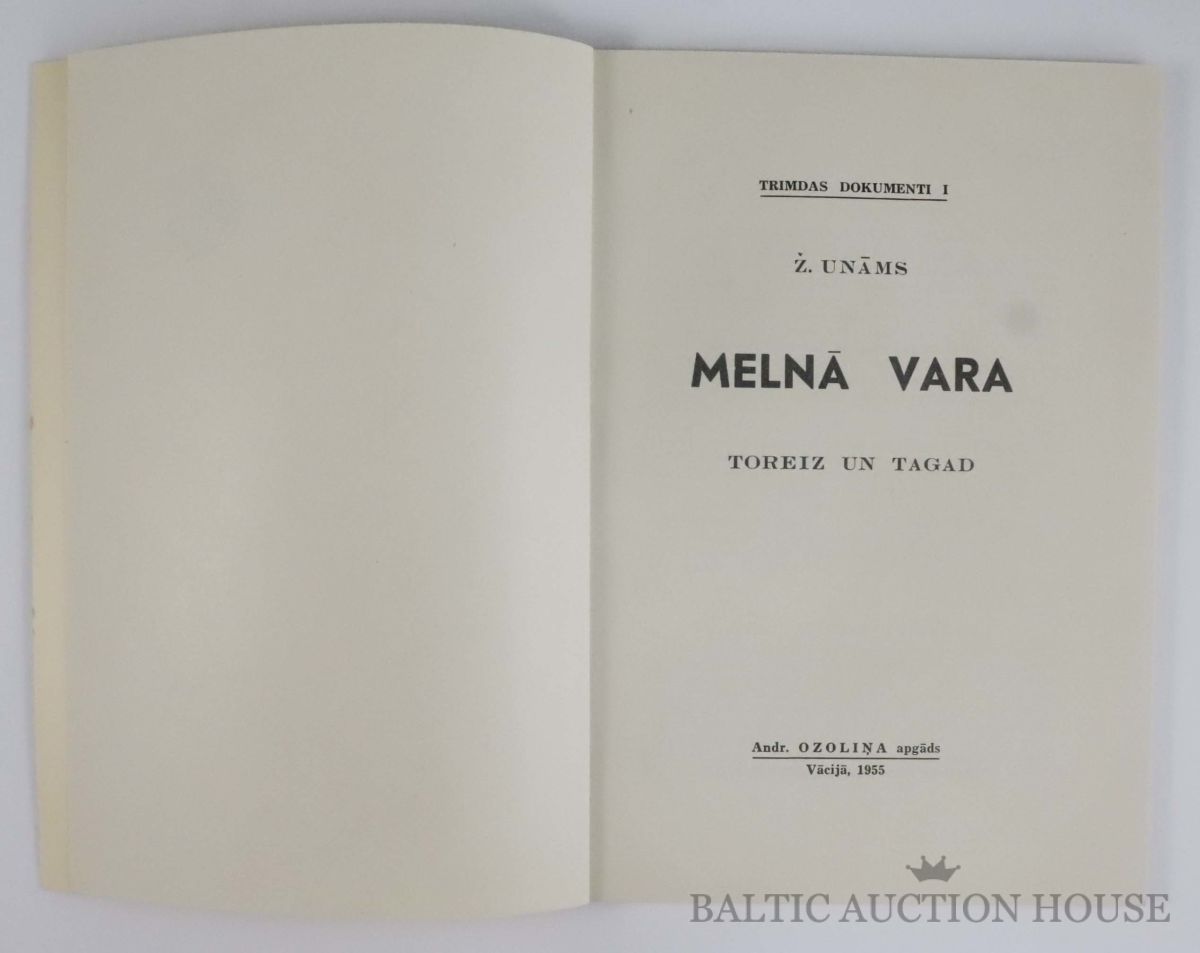 TRIMDAS DOKUMENTI I
Ž. UNĀMS
MELNĀ VARA
TOREIZ UN TAGAD
Andr. OZOLIŅA apgāds
Vācijā, 1955
BALTIC AUCTION HOUSE